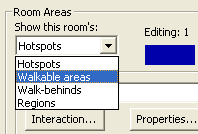 Room Areas
Show this room's:
Editing: 1
Hotspots
Hotspots
Walkable areas
Walk-behinds
Regions
Interaction...
Properties...